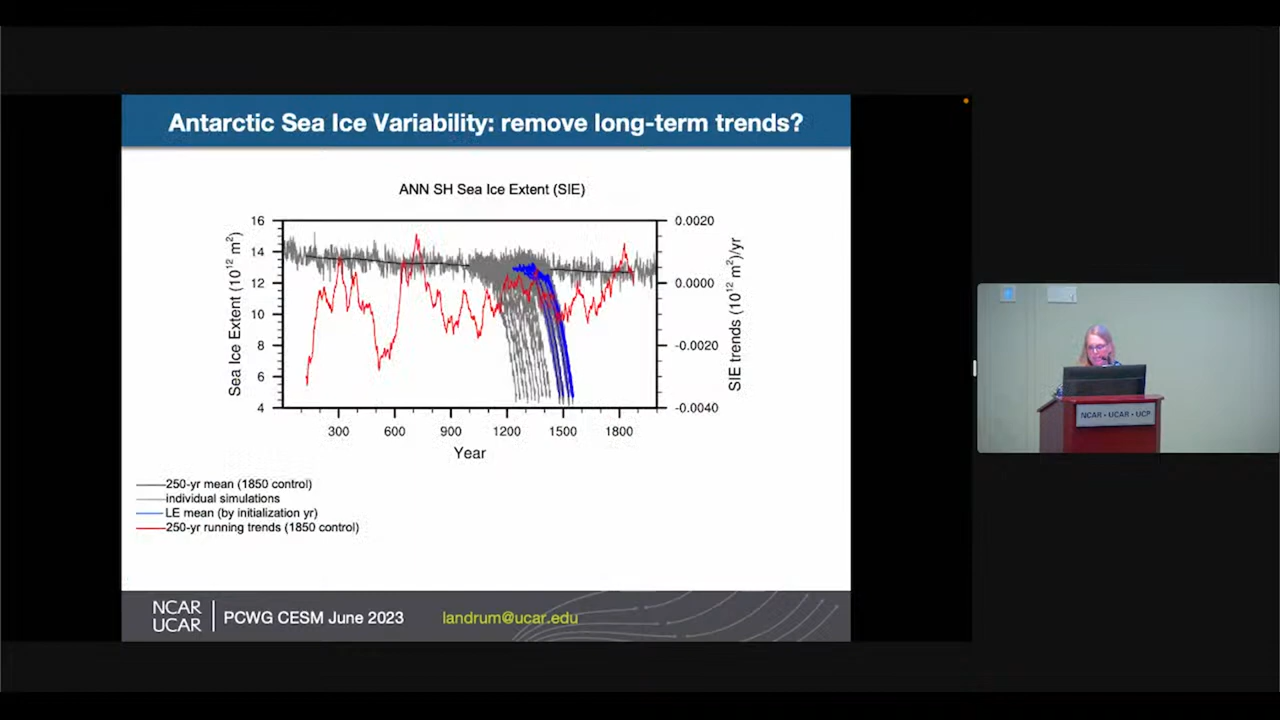 Antarctic Sea Ice Variability: remove long-term trends?
ANN SH Sea Ice Extent (SIE)
Sea Ice Extent (10¹² m²)
16
14
12
10
8
6
4
0.0020
0.0000
-0.0020
-0.0040
SIE trends (10¹² m²)/yr
300
600
900
1200
1500
1800
Year
250-yr mean (1850 control)
individual simulations
LE mean (by initialization yr)
250-yr running trends (1850 control)
NCAR
UCAR
PCWG CESM June 2023
landrum@ucar.edu
NCAR • UCAR • UCP